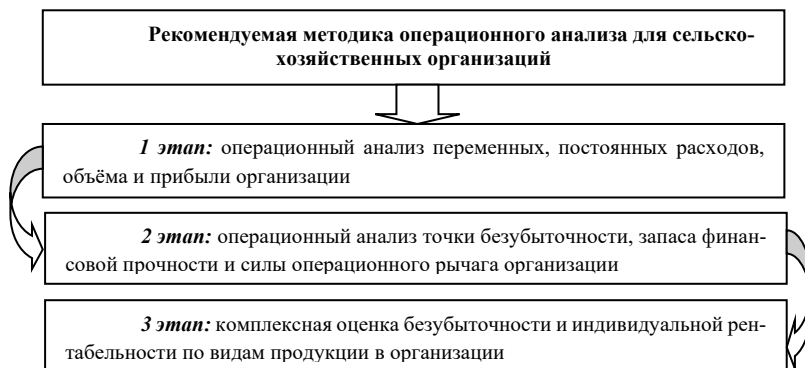 Рекомендуемая методика операционного анализа для сельско-
хозяйственных организаций
1 этап: операционный анализ переменных, постоянных расходов,
объёма и прибыли организации
2 этап: операционный анализ точки безубыточности, запаса финан-
совой прочности и силы операционного рычага организации
3 этап: комплексная оценка безубыточности и индивидуальной рен-
табельности по видам продукции в организации